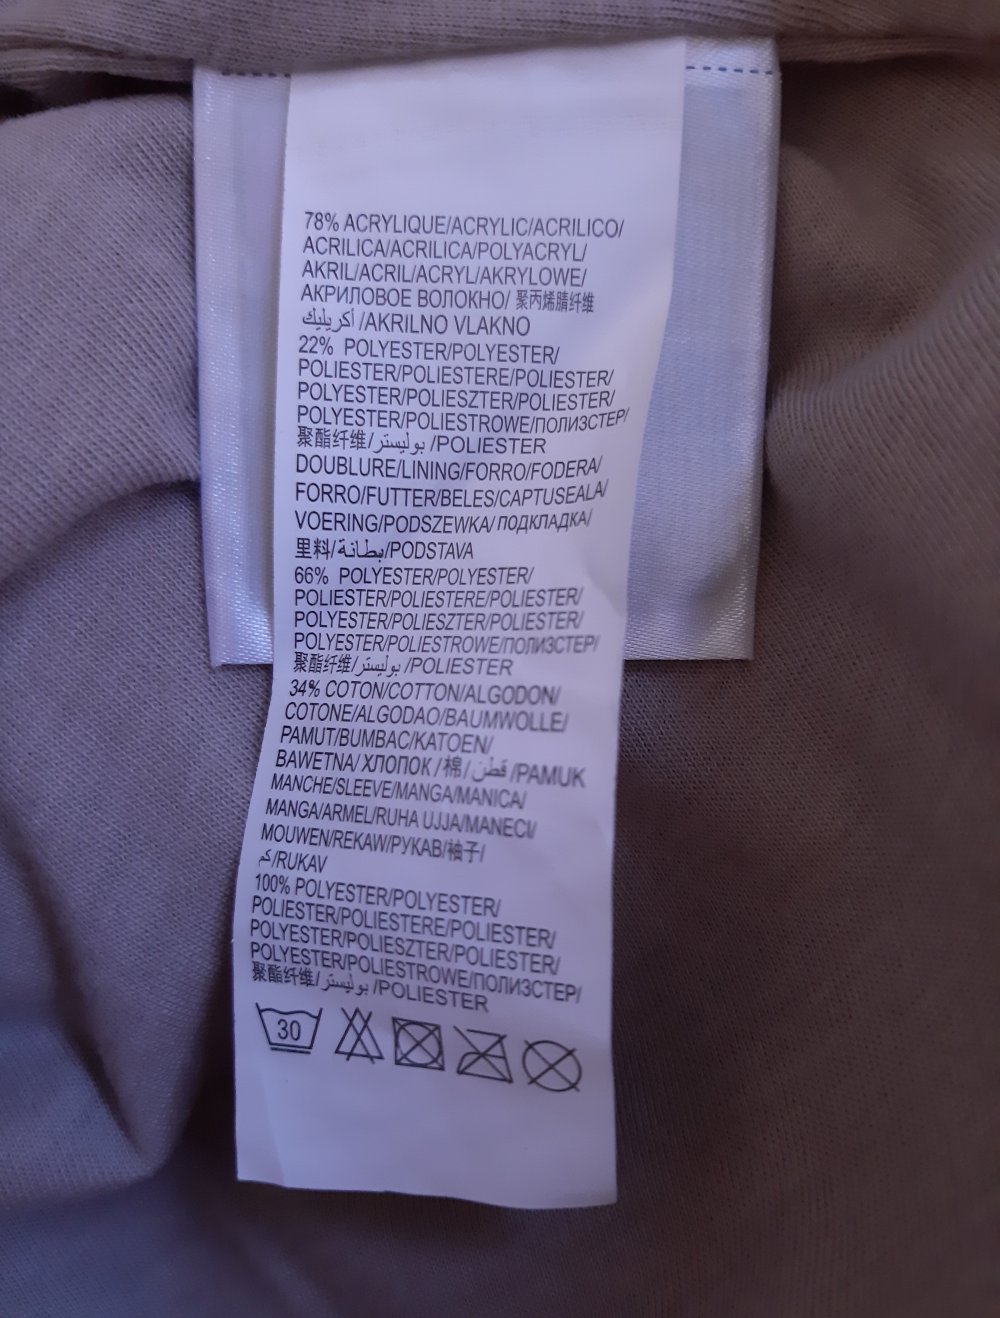 78% ACRYLIQUE/ACRYLIC/ACRILICO/
ACRILICA/ACRILICA/POLYACRYL/
AKRIL/ACRIL/ACRYL/AKRYLOWE/
АКРИЛОВОЕ ВОЛОКНО/ 聚丙烯腈纤维
أكريليك /AKRILNO VLAKNO
22% POLYESTER/POLYESTER/
POLIESTER/POLIESTERE/POLIESTER/
POLYESTER/POLIESZTER/POLIESTER/
POLYESTER/POLIESTROWE/ПОЛИЗСТЕР/
聚酯纤维/بوليستر /POLIESTER
DOUBLURE/LINING/FORRO/FODERA/
FORRO/FUTTER/BELES/CAPTUSEALA/
VOERING/PODSZEWKA/ПОДКЛАДКА/
里料/بطانة/PODSTAVA
66% POLYESTER/POLYESTER/
POLIESTER/POLIESTERE/POLIESTER/
POLYESTER/POLIESZTER/POLIESTER/
POLYESTER/POLIESTROWE/ПОЛИЗСТЕР/
聚酯纤维/بوليستر /POLIESTER
34% COTON/COTTON/ALGODON/
COTONE/ALGODAO/BAUMWOLLE/
PAMUT/BUMBAC/KATOEN/
BAWETNA/ХЛОПОК/棉/قطن /PAMUK
MANCHE/SLEEVE/MANGA/MANICA/
MANGA/ARMEL/RUHA UJJA/MANECI/
MOUWEN/REKAW/РУКАВ/袖子/
كم/RUKAV
100% POLYESTER/POLYESTER/
POLIESTER/POLIESTERE/POLIESTER/
POLYESTER/POLIESZTER/POLIESTER/
POLYESTER/POLIESTROWE/ПОЛИЗСТЕР/
聚酯纤维/بوليستر /POLIESTER
30